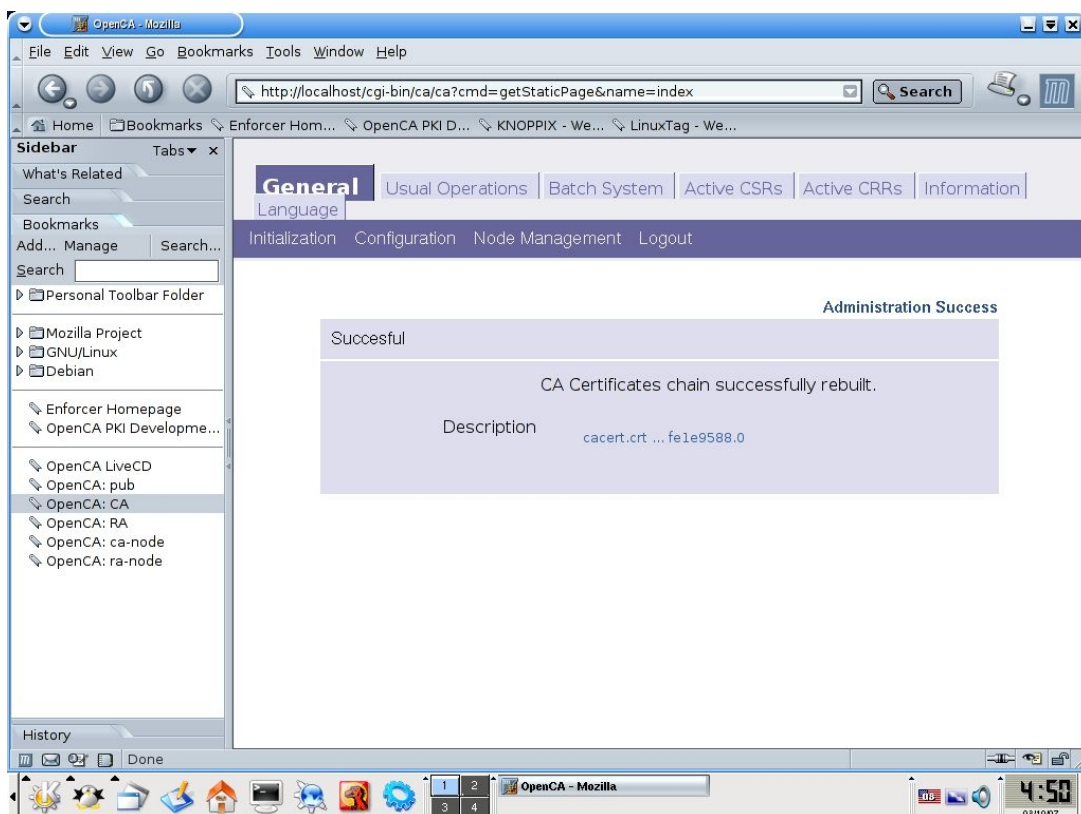 OpenCA - Mozilla
File Edit View Go Bookmarks Tools Window Help
http://localhost/cgi-bin/ca/ca?cmd=getStaticPage&name=index
Search
Home Bookmarks Enforcer Hom... OpenCA PKI D... KNOPPIX - We... LinuxTag - We...
Sidebar Tabs x
What's Related
Search
Bookmarks
Add... Manage Search...
Search
Personal Toolbar Folder
Mozilla Project
GNU/Linux
Debian
Enforcer Homepage
OpenCA PKI Developme...
OpenCA LiveCD
OpenCA: pub
OpenCA: CA
OpenCA: RA
OpenCA: ca-node
OpenCA: ra-node
History
General Usual Operations Batch System Active CSRs Active CRRs Information
Language
Initialization Configuration Node Management Logout
Administration Success
Succesful
CA Certificates chain successfully rebuilt.
Description
cacert.crt ... fe1e9588.0
Done
1 2
3 4
OpenCA - Mozilla
US
4:50